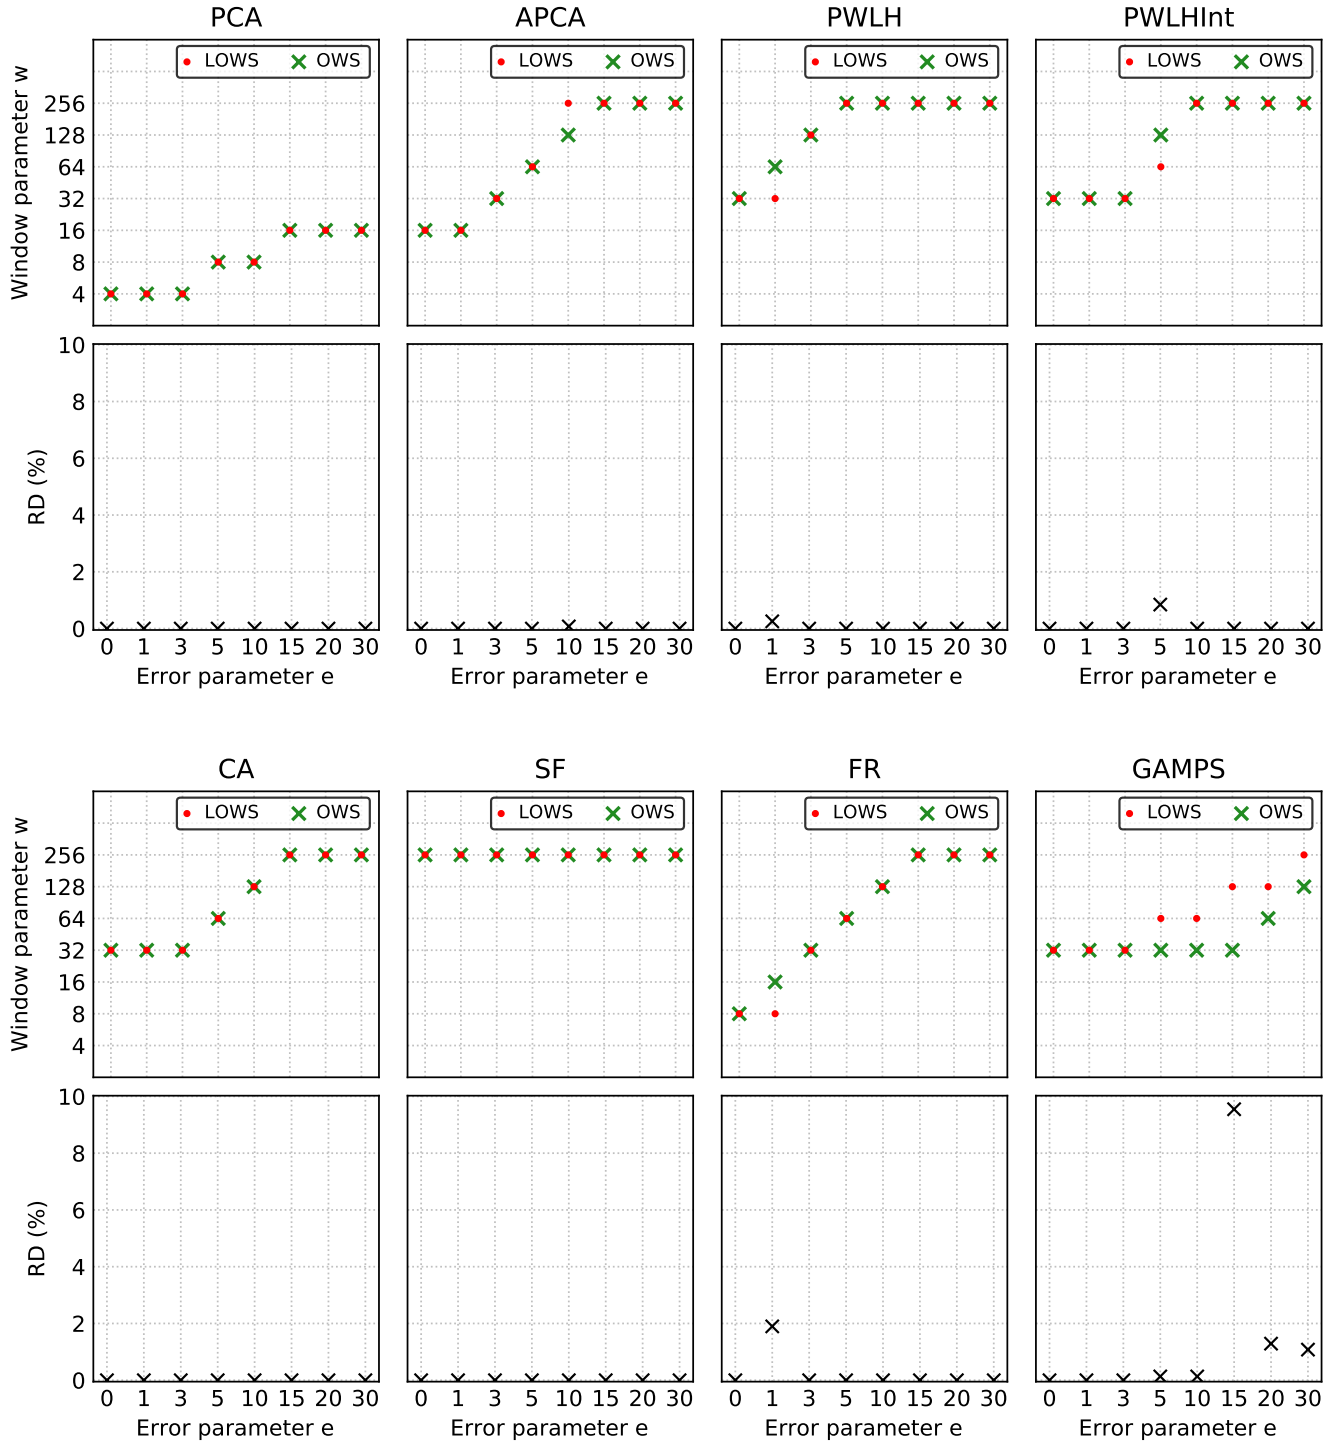 PCA APCA PWLH PWLHInt
LOWS OWS LOWS OWS LOWS OWS LOWS OWS
Window parameter w
256
128
64
32
16
8
4
RD (%)
10
8
6
4
2
0
0 1 3 5 10 15 20 30 0 1 3 5 10 15 20 30 0 1 3 5 10 15 20 30 0 1 3 5 10 15 20 30
Error parameter e Error parameter e Error parameter e Error parameter e
CA SF FR GAMPS
LOWS OWS LOWS OWS LOWS OWS LOWS OWS
Window parameter w
256
128
64
32
16
8
4
RD (%)
10
8
6
4
2
0
0 1 3 5 10 15 20 30 0 1 3 5 10 15 20 30 0 1 3 5 10 15 20 30 0 1 3 5 10 15 20 30
Error parameter e Error parameter e Error parameter e Error parameter e